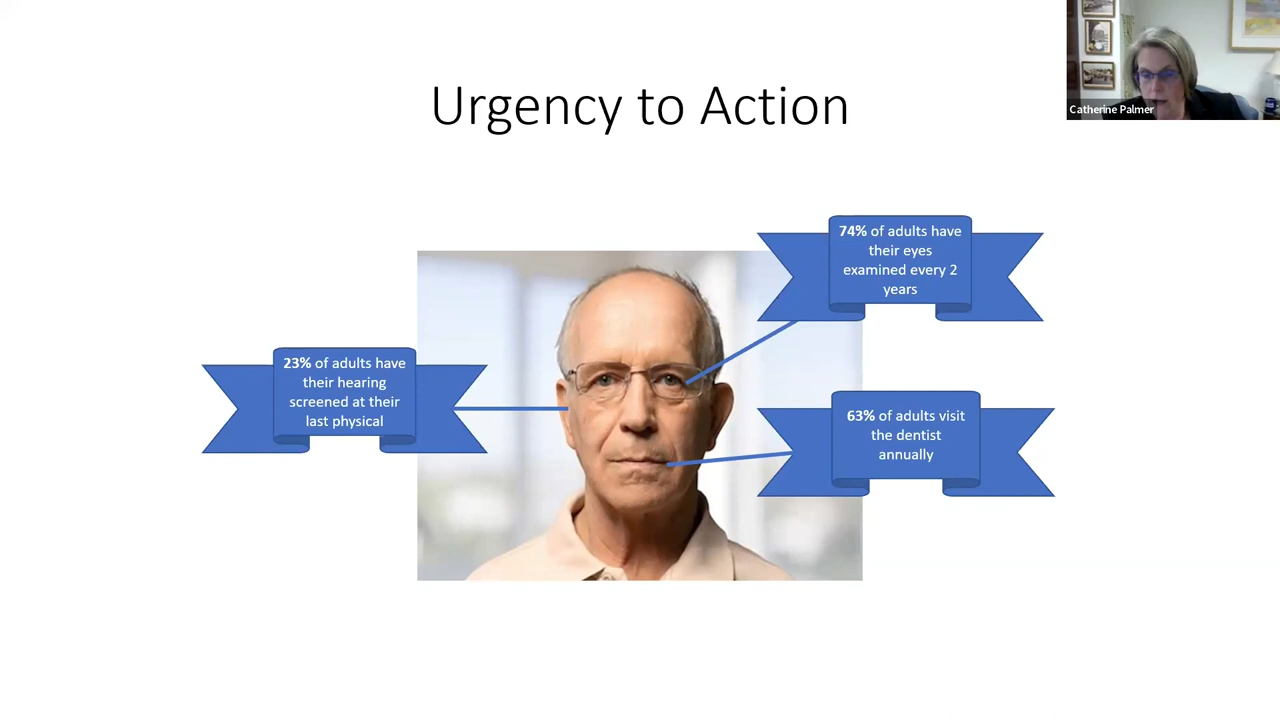 Urgency to Action
Catherine Palmer
74% of adults have
their eyes
examined every 2
years
23% of adults have
their hearing
screened at their
last physical
63% of adults visit
the dentist
annually